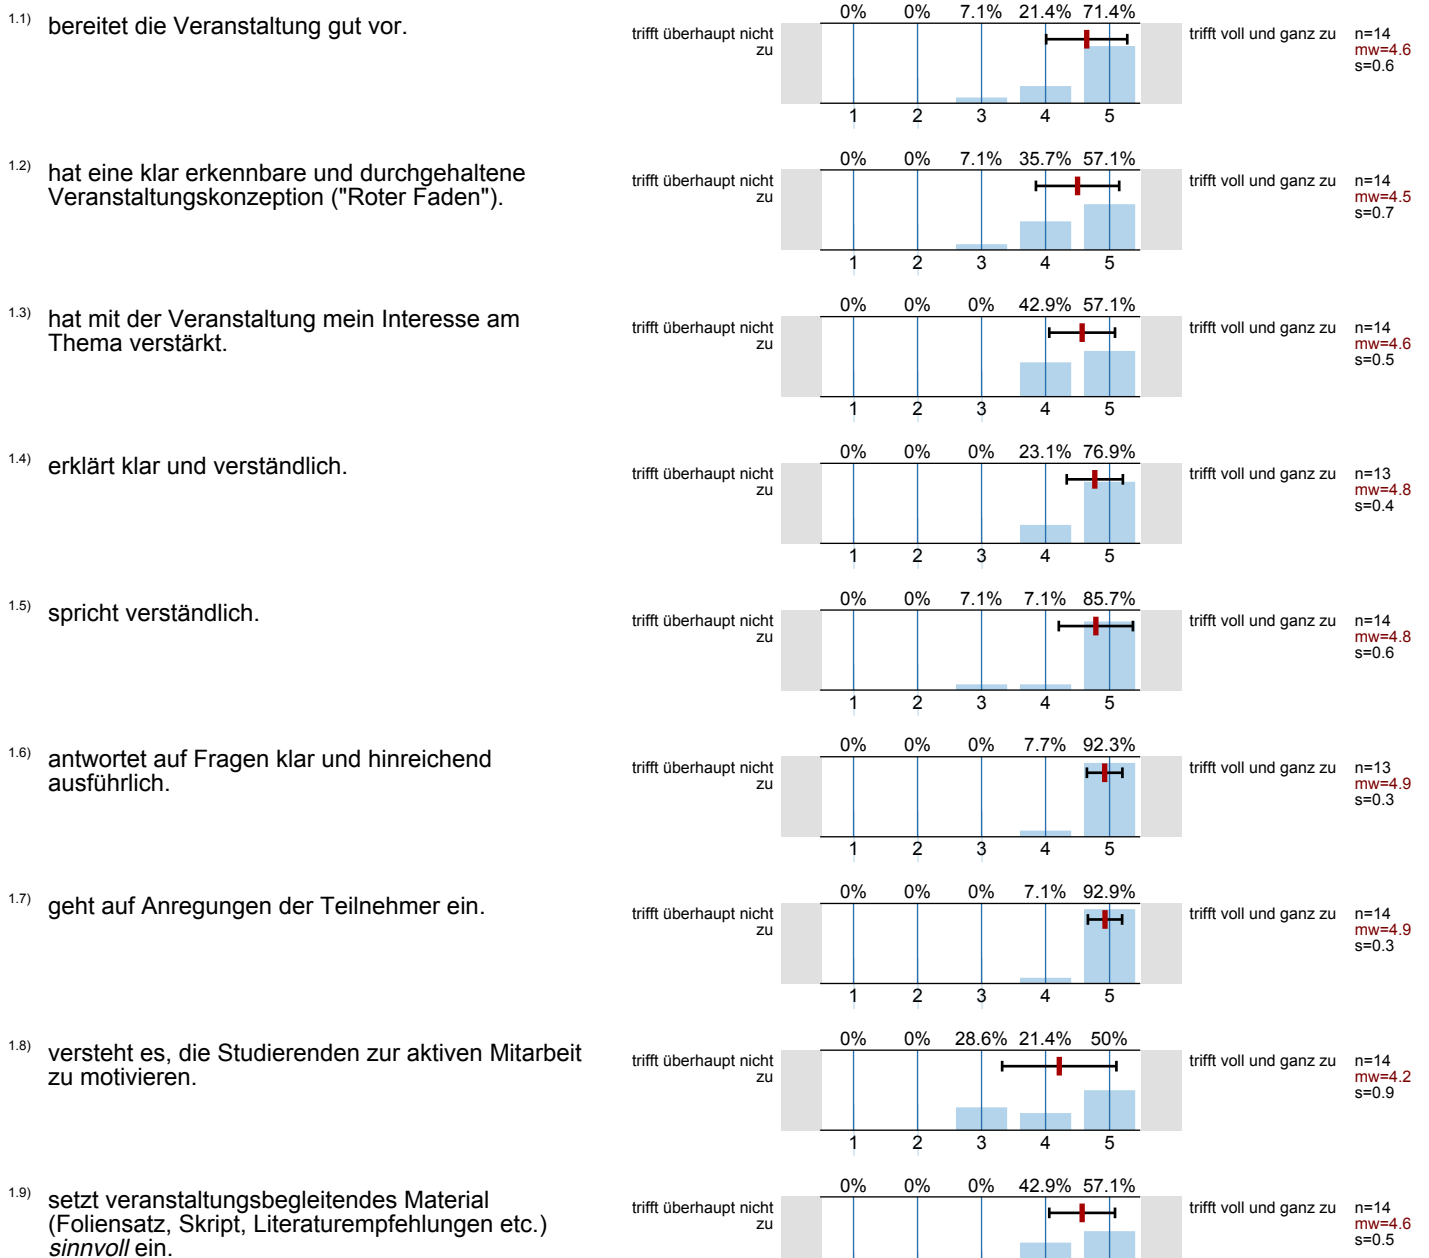 0% 0% 7.1% 21.4% 71.4%
1.1) bereitet die Veranstaltung gut vor.
trifft überhaupt nicht trifft voll und ganz zu n=14
zu mw=4.6
s=0.6
1 2 3 4 5
0% 0% 7.1% 35.7% 57.1%
1.2) hat eine klar erkennbare und durchgehaltene
Veranstaltungskonzeption ("Roter Faden").
trifft überhaupt nicht trifft voll und ganz zu n=14
zu mw=4.5
s=0.7
1 2 3 4 5
0% 0% 0% 42.9% 57.1%
1.3) hat mit der Veranstaltung mein Interesse am
Thema verstärkt.
trifft überhaupt nicht trifft voll und ganz zu n=14
zu mw=4.6
s=0.5
1 2 3 4 5
0% 0% 0% 23.1% 76.9%
1.4) erklärt klar und verständlich.
trifft überhaupt nicht trifft voll und ganz zu n=13
zu mw=4.8
s=0.4
1 2 3 4 5
0% 0% 7.1% 7.1% 85.7%
1.5) spricht verständlich.
trifft überhaupt nicht trifft voll und ganz zu n=14
zu mw=4.8
s=0.6
1 2 3 4 5
0% 0% 0% 7.7% 92.3%
1.6) antwortet auf Fragen klar und hinreichend
ausführlich.
trifft überhaupt nicht trifft voll und ganz zu n=13
zu mw=4.9
s=0.3
1 2 3 4 5
0% 0% 0% 7.1% 92.9%
1.7) geht auf Anregungen der Teilnehmer ein.
trifft überhaupt nicht trifft voll und ganz zu n=14
zu mw=4.9
s=0.3
1 2 3 4 5
0% 0% 28.6% 21.4% 50%
1.8) versteht es, die Studierenden zur aktiven Mitarbeit
zu motivieren.
trifft überhaupt nicht trifft voll und ganz zu n=14
zu mw=4.2
s=0.9
1 2 3 4 5
0% 0% 0% 42.9% 57.1%
1.9) setzt veranstaltungsbegleitendes Material
(Foliensatz, Skript, Literaturempfehlungen etc.)
sinnvoll ein.
trifft überhaupt nicht trifft voll und ganz zu n=14
zu mw=4.6
s=0.5